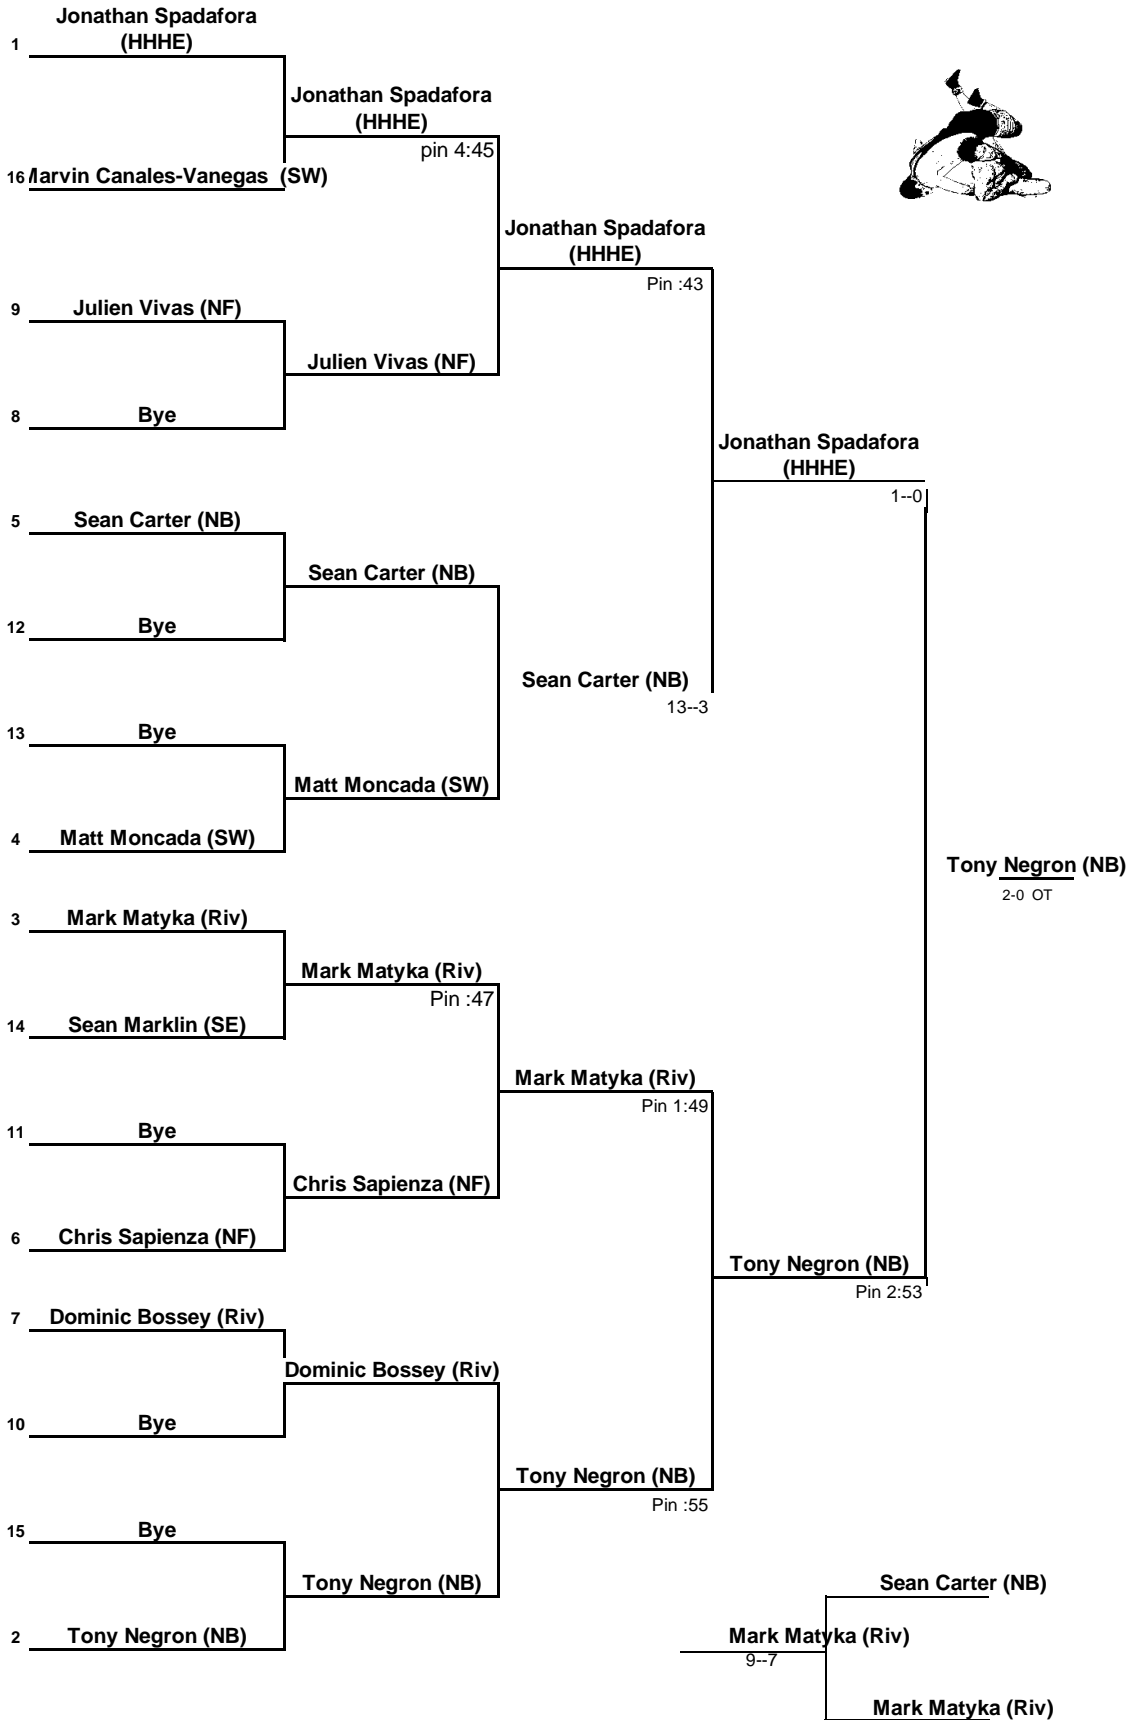 Jonathan Spadafora
(HHHE)
1
Jonathan Spadafora
(HHHE)
pin 4:45
16 Marvin Canales-Vanegas (SW)
Jonathan Spadafora
(HHHE)
Pin :43
9 Julien Vivas (NF)
Julien Vivas (NF)
8 Bye
Jonathan Spadafora
(HHHE)
1--0
5 Sean Carter (NB)
Sean Carter (NB)
12 Bye
Sean Carter (NB)
13--3
13 Bye
Matt Moncada (SW)
4 Matt Moncada (SW)
Tony Negron (NB)
2-0 OT
3 Mark Matyka (Riv)
Mark Matyka (Riv)
Pin :47
14 Sean Marklin (SE)
Mark Matyka (Riv)
Pin 1:49
11 Bye
Chris Sapienza (NF)
6 Chris Sapienza (NF)
Tony Negron (NB)
Pin 2:53
7 Dominic Bossey (Riv)
Dominic Bossey (Riv)
10 Bye
Tony Negron (NB)
Pin :55
15 Bye
Tony Negron (NB)
2 Tony Negron (NB)
Sean Carter (NB)
Mark Matyka (Riv)
9--7
Mark Matyka (Riv)